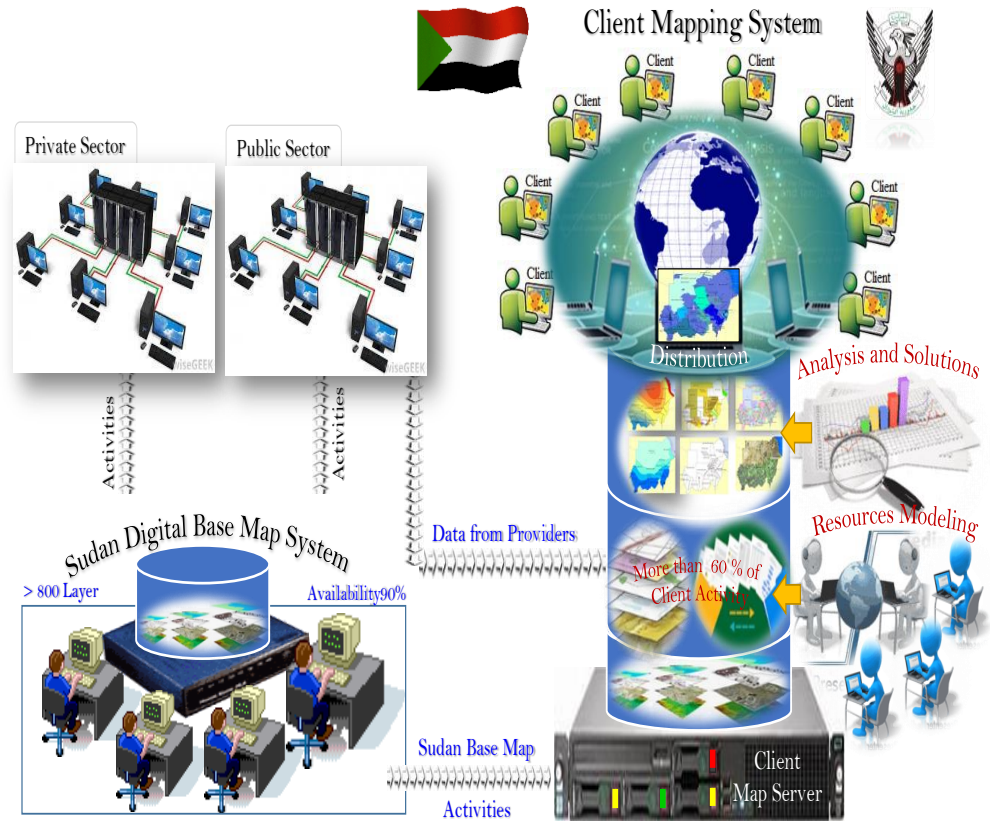 Client Mapping System
Client
Client
Client
Client
Client
Client
Client
Client
Private Sector
Public Sector
wiseGEEK
wiseGEEK
Distribution
Analysis and Solutions
Activities
Activities
Resources Modeling
Sudan Digital Base Map System
Data from Providers
> 800 Layer
Availability90%
More than 60 % of
Client Activity
Sudan Base Map
Activities
Client
Map Server